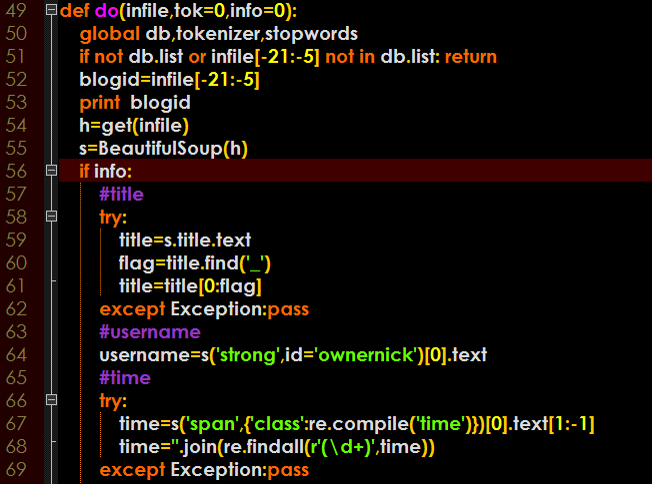 49 def do(infile,tok=0,info=0):
50 global db,tokenizer,stopwords
51 if not db.list or infile[-21:-5] not in db.list: return
52 blogid=infile[-21:-5]
53 print  blogid
54 h=get(infile)
55 s=BeautifulSoup(h)
56 if info:
57 #title
58 try:
59 title=s.title.text
60 flag=title.find('_')
61 title=title[0:flag]
62 except Exception:pass
63 #username
64 username=s('strong',id='ownernick')[0].text
65 #time
66 try:
67 time=s('span',{'class':re.compile('time')})[0].text[1:-1]
68 time=''.join(re.findall(r'(\d+)',time))
69 except Exception:pass